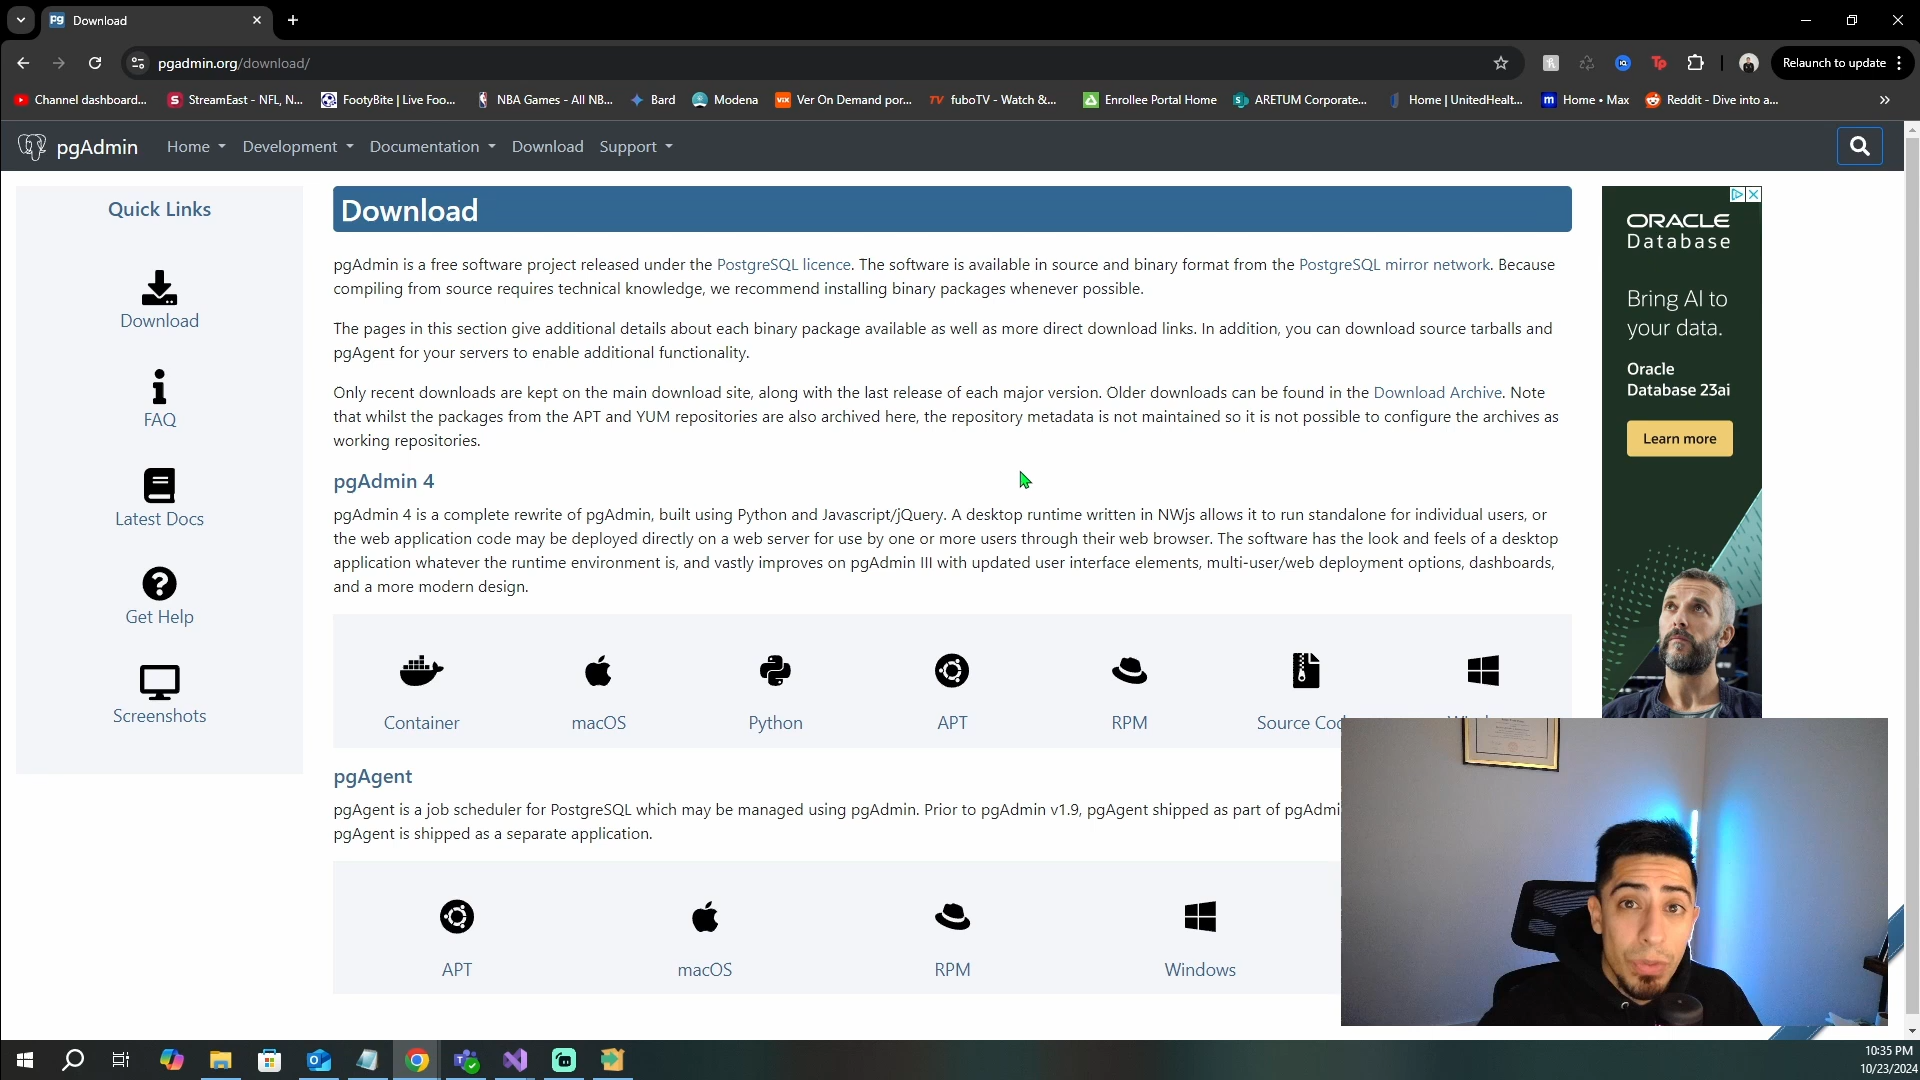 Download
pgadmin.org/download/
Relaunch to update
Channel dashboard...
StreamEast - NFL, N...
FootyBite | Live Foo...
NBA Games - All NB...
Bard
Modena
Ver On Demand por...
fuboTV - Watch &...
Enrollee Portal Home
ARETUM Corporate...
Home | UnitedHealt...
Home • Max
Reddit - Dive into a...
pgAdmin
Home
Development
Documentation
Download
Support
Quick Links
Download
FAQ
Latest Docs
Get Help
Screenshots
Download
pgAdmin is a free software project released under the PostgreSQL licence. The software is available in source and binary format from the PostgreSQL mirror network. Because
compiling from source requires technical knowledge, we recommend installing binary packages whenever possible.
The pages in this section give additional details about each binary package available as well as more direct download links. In addition, you can download source tarballs and
pgAgent for your servers to enable additional functionality.
Only recent downloads are kept on the main download site, along with the last release of each major version. Older downloads can be found in the Download Archive. Note
that whilst the packages from the APT and YUM repositories are also archived here, the repository metadata is not maintained so it is not possible to configure the archives as
working repositories.
pgAdmin 4
pgAdmin 4 is a complete rewrite of pgAdmin, built using Python and Javascript/jQuery. A desktop runtime written in NWjs allows it to run standalone for individual users, or
the web application code may be deployed directly on a web server for use by one or more users through their web browser. The software has the look and feels of a desktop
application whatever the runtime environment is, and vastly improves on pgAdmin III with updated user interface elements, multi-user/web deployment options, dashboards,
and a more modern design.
Container
macOS
Python
APT
RPM
Source Cod
pgAgent
pgAgent is a job scheduler for PostgreSQL which may be managed using pgAdmin. Prior to pgAdmin v1.9, pgAgent shipped as part of pgAdmi
pgAgent is shipped as a separate application.
APT
macOS
RPM
Windows
ORACLE
Database
Bring AI to
your data.
Oracle
Database 23ai
Learn more
10:35 PM
10/23/2024